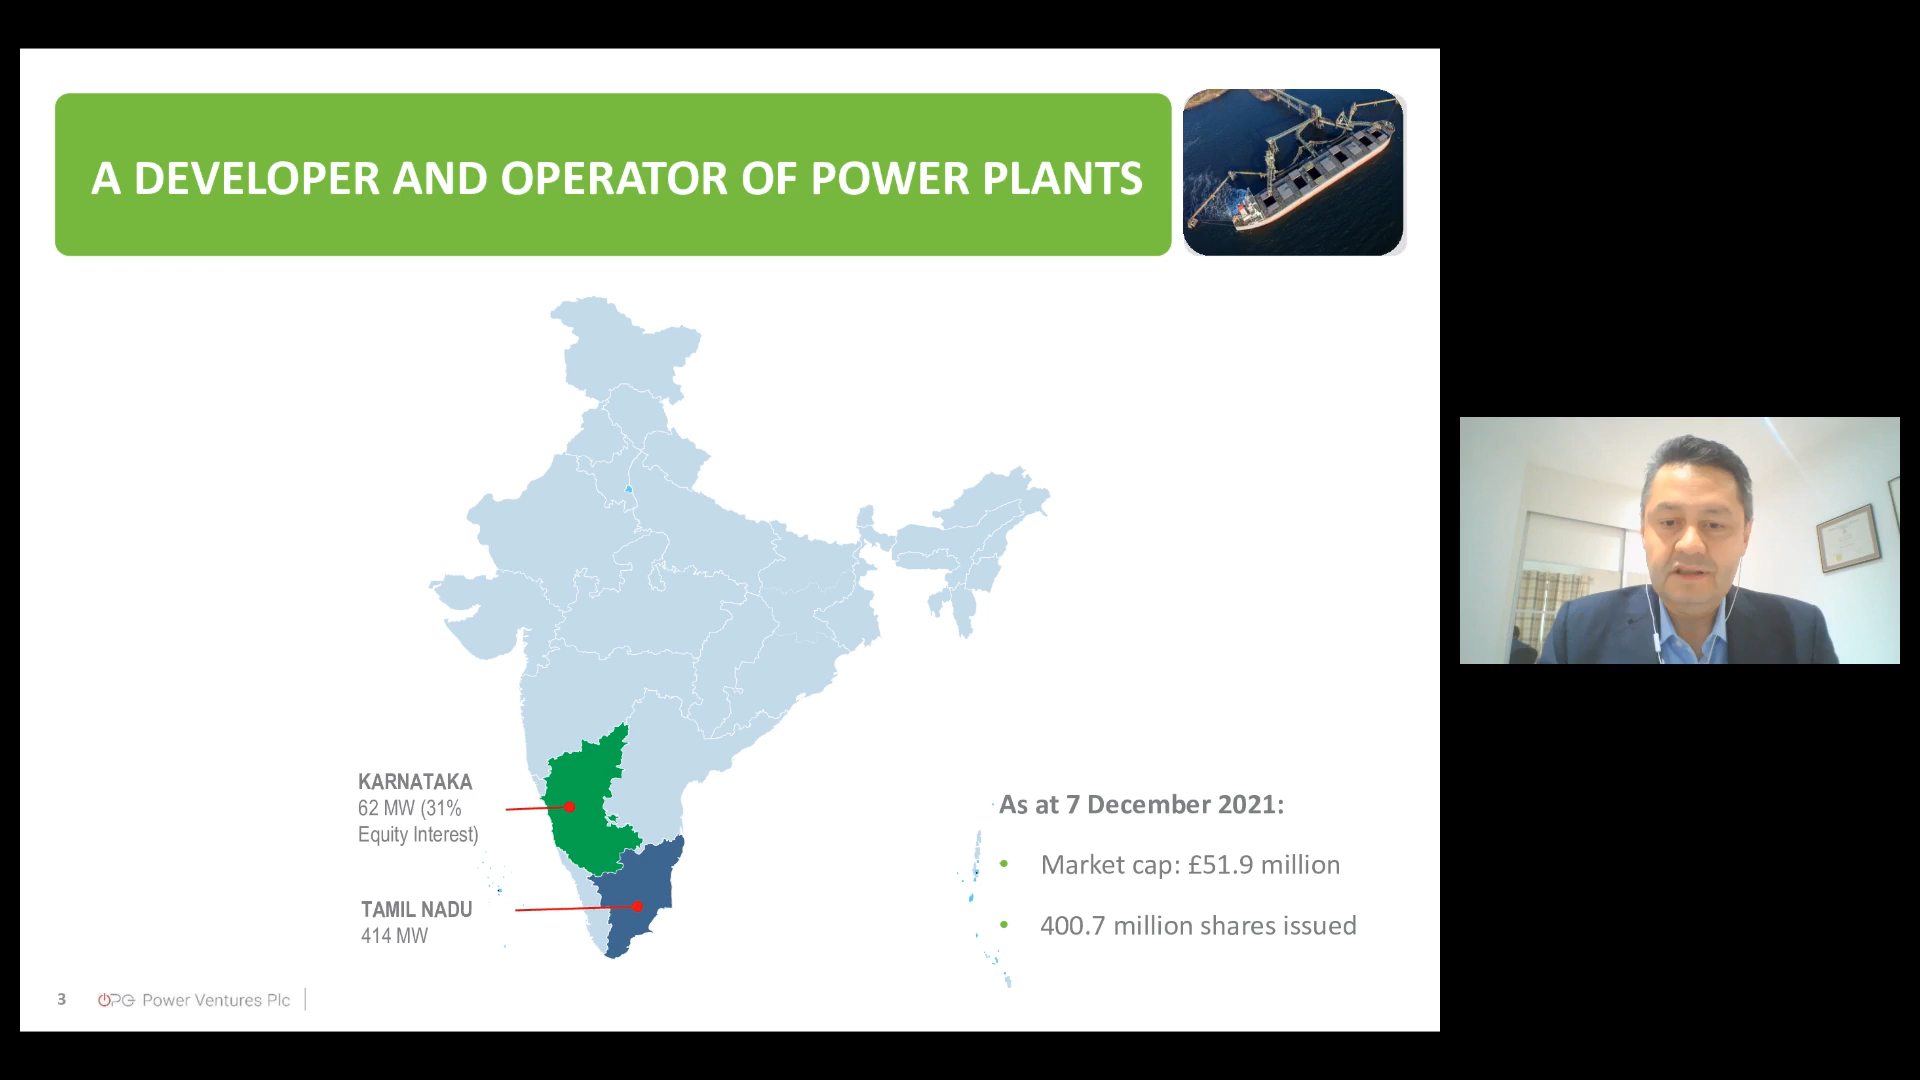 A DEVELOPER AND OPERATOR OF POWER PLANTS
KARNATAKA
62 MW (31%
Equity Interest)
TAMIL NADU
414 MW
As at 7 December 2021:
• Market cap: £51.9 million
• 400.7 million shares issued
3 OPG Power Ventures Plc